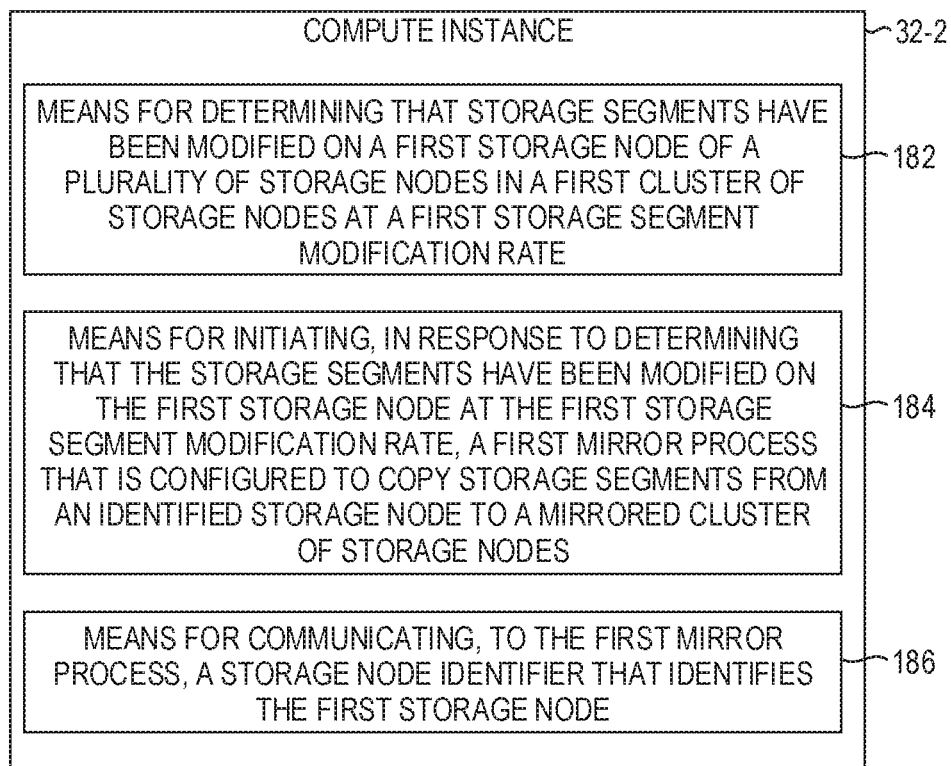 COMPUTE INSTANCE
32-2
MEANS FOR DETERMINING THAT STORAGE SEGMENTS HAVE
BEEN MODIFIED ON A FIRST STORAGE NODE OF A
PLURALITY OF STORAGE NODES IN A FIRST CLUSTER OF
STORAGE NODES AT A FIRST STORAGE SEGMENT
MODIFICATION RATE
182
MEANS FOR INITIATING, IN RESPONSE TO DETERMINING
THAT THE STORAGE SEGMENTS HAVE BEEN MODIFIED ON
THE FIRST STORAGE NODE AT THE FIRST STORAGE
SEGMENT MODIFICATION RATE, A FIRST MIRROR PROCESS
THAT IS CONFIGURED TO COPY STORAGE SEGMENTS FROM
AN IDENTIFIED STORAGE NODE TO A MIRRORED CLUSTER
OF STORAGE NODES
184
MEANS FOR COMMUNICATING, TO THE FIRST MIRROR
PROCESS, A STORAGE NODE IDENTIFIER THAT IDENTIFIES
THE FIRST STORAGE NODE
186